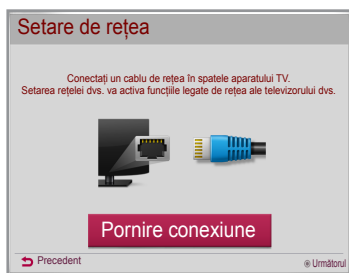 Setare de rețea
Conectați un cablu de rețea în spatele aparatului TV.
Setarea rețelei dvs. va activa funcțiile legate de rețea ale televizorului dvs.
Pornire conexiune
Precedent
Următorul